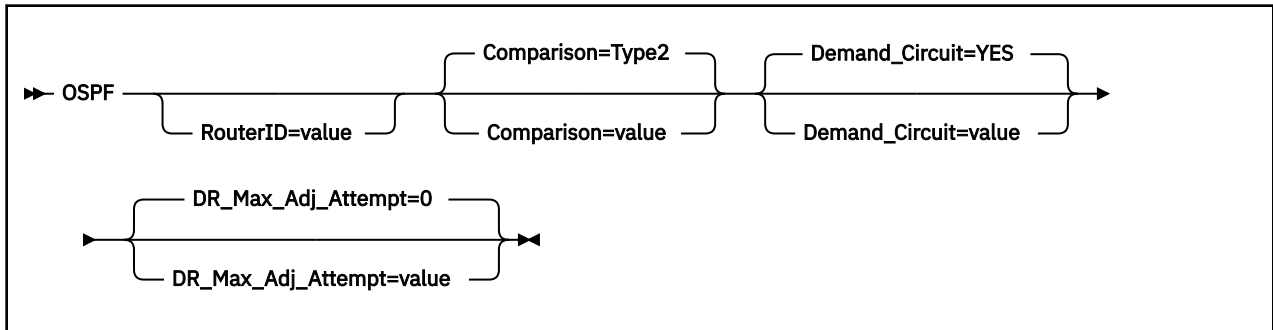 Comparison=Type2
Demand_Circuit=YES
OSPF
RouterID=value
Comparison=value
Demand_Circuit=value
DR_Max_Adj_Attempt=0
DR_Max_Adj_Attempt=value